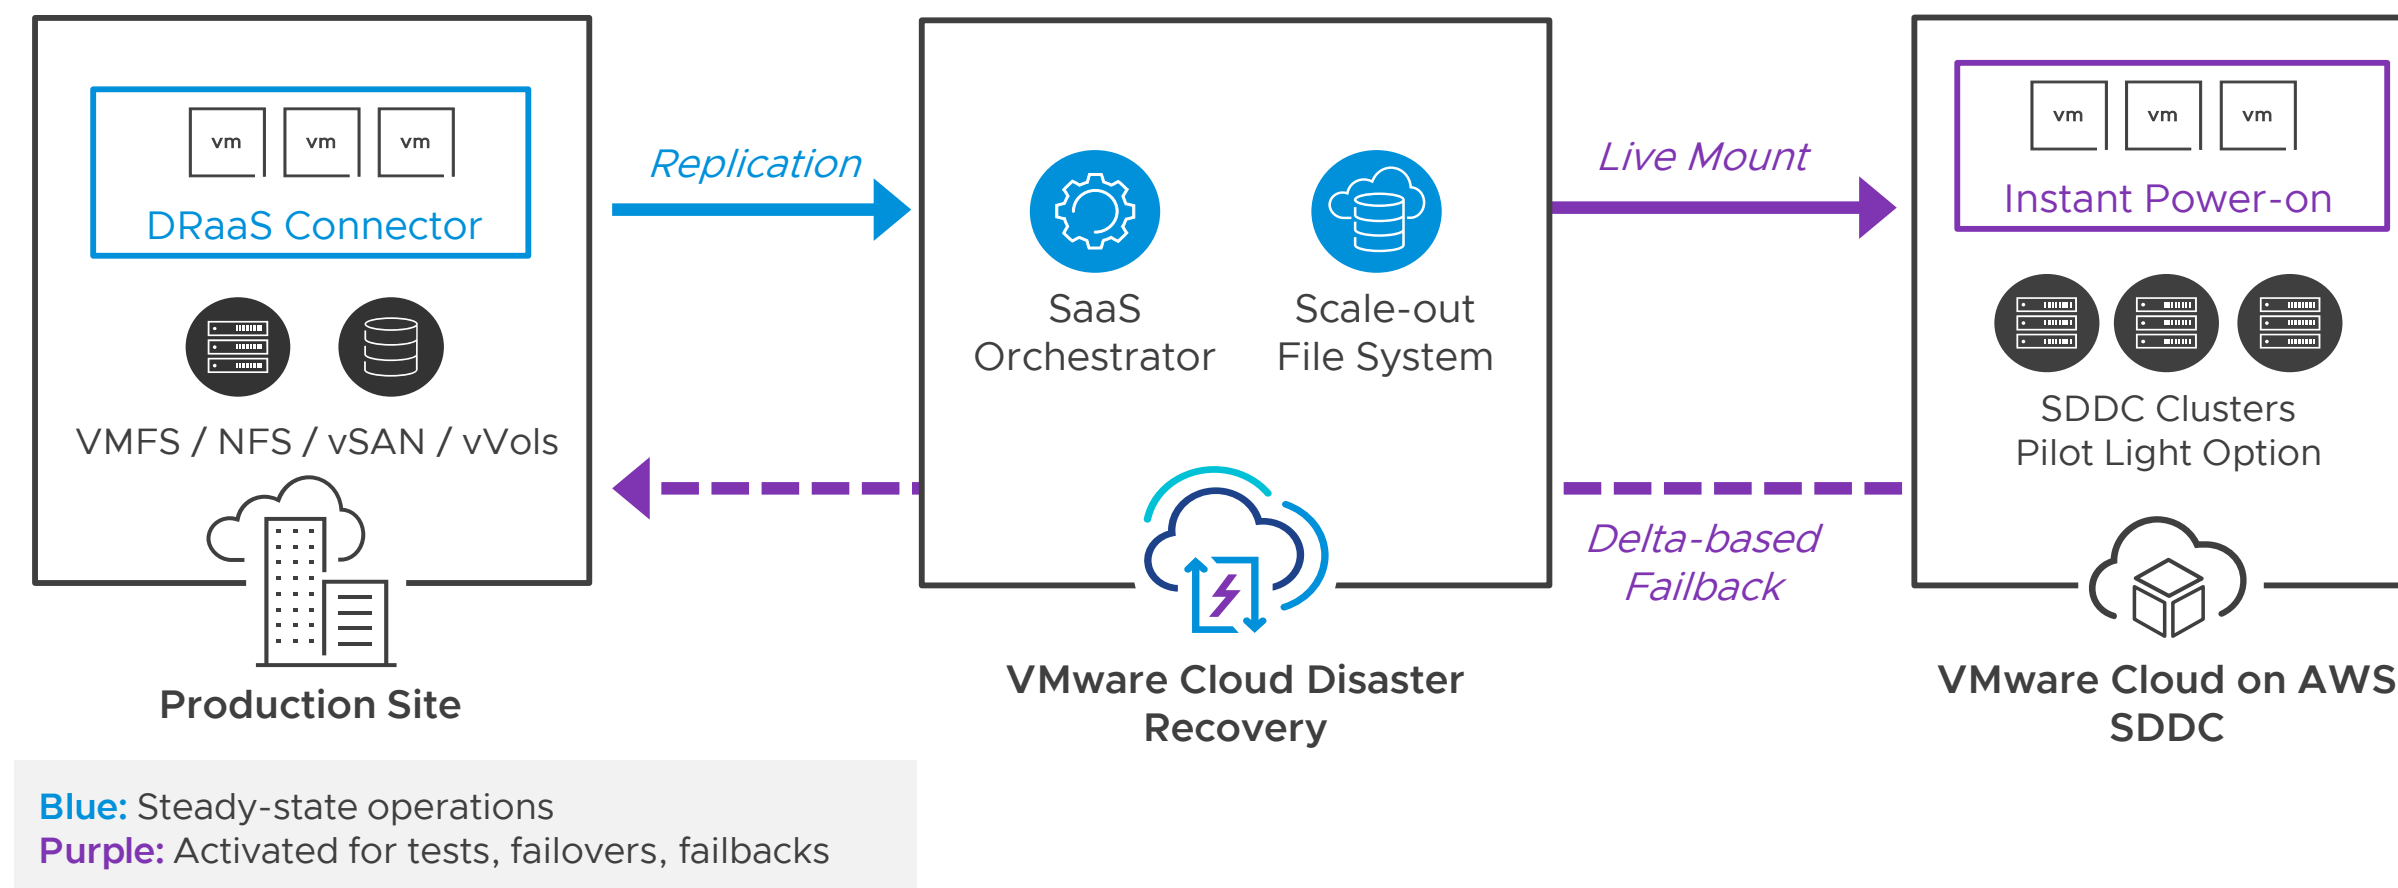 vm vm vm
DRaaS Connector
VMFS / NFS / vSAN / vVols
Production Site
Replication
SaaS
Orchestrator
Scale-out
File System
VMware Cloud Disaster
Recovery
Live Mount
Delta-based
Failback
vm vm vm
Instant Power-on
SDDC Clusters
Pilot Light Option
VMware Cloud on AWS
SDDC
Blue: Steady-state operations
Purple: Activated for tests, failovers, failbacks